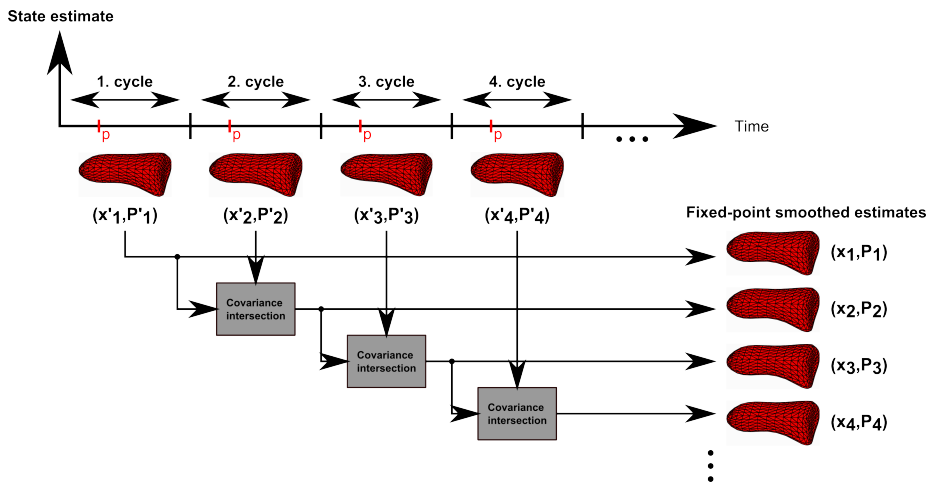 State estimate
1. cycle 2. cycle 3. cycle 4. cycle
p p p p
Time
(x'1,P'1) (x'2,P'2) (x'3,P'3) (x'4,P'4)
Fixed-point smoothed estimates
(x1,P1)
Covariance
intersection
(x2,P2)
Covariance
intersection
(x3,P3)
Covariance
intersection
(x4,P4)